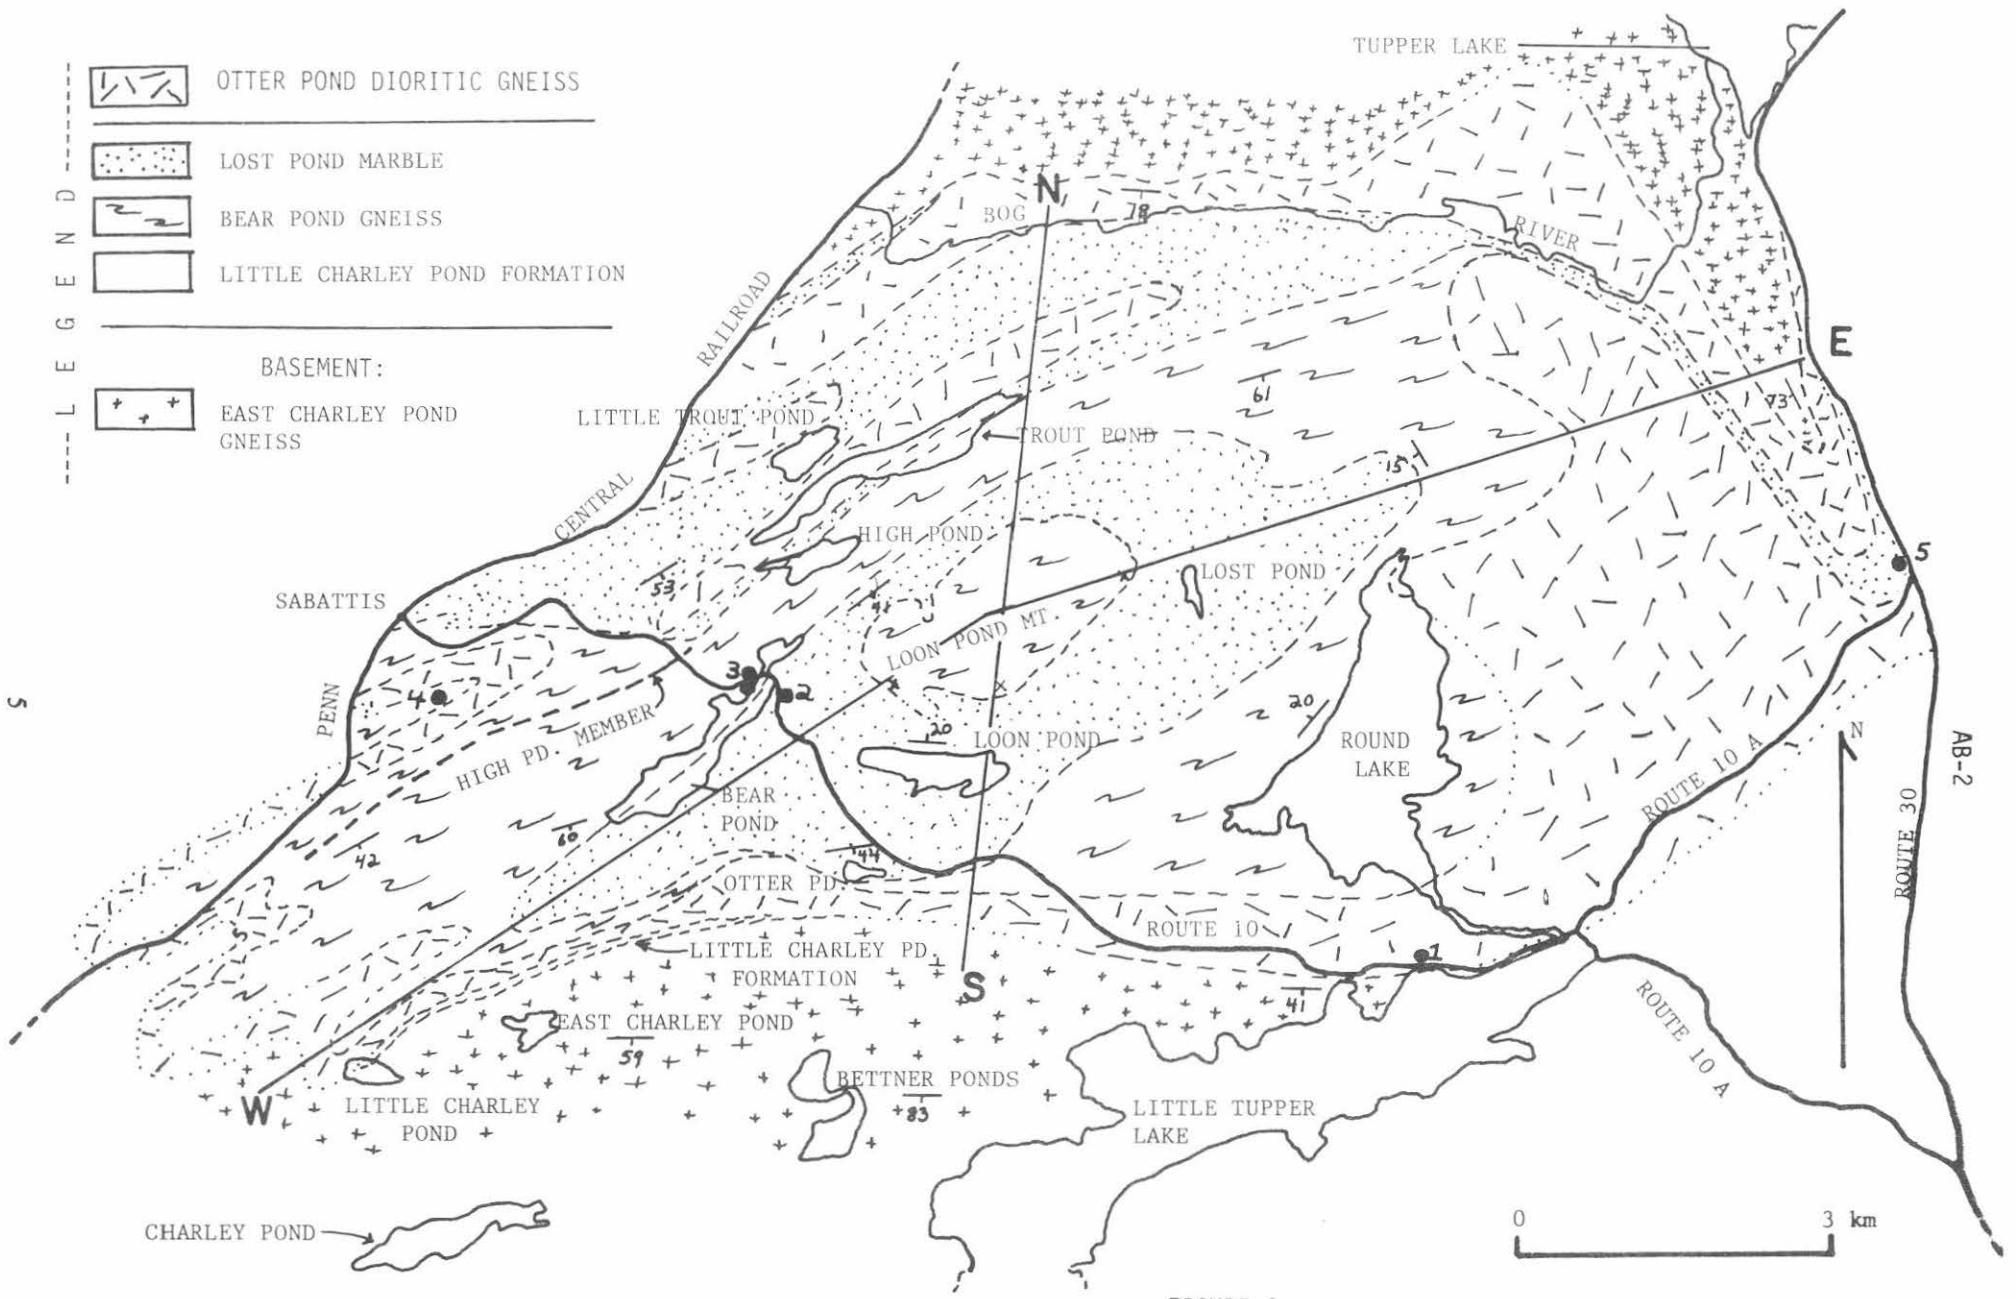 LEGEND
OTTER POND DIORITIC GNEISS
LOST POND MARBLE
BEAR POND GNEISS
LITTLE CHARLEY POND FORMATION
BASEMENT:
EAST CHARLEY POND
GNEISS
TUPPER LAKE
N
BOG
78
RIVER
RAILROAD
E
61
73
LITTLE TROUT POND
TROUT POND
15
CENTRAL
HIGH POND
53
LOST POND
5
SABATTIS
41
LOON POND MT.
3
2
4
PENN
HIGH PD. MEMBER
20
20
LOON POND
ROUND
LAKE
N
AB-2
5
BEAR
POND
ROUTE 10 A
ROUTE 30
60
42
44
OTTER PD.
ROUTE 10
1
LITTLE CHARLEY PD.
FORMATION
S
41
EAST CHARLEY POND
59
ROUTE 10 A
BETTNER PONDS
83
W
LITTLE CHARLEY
POND
LITTLE TUPPER
LAKE
CHARLEY POND
0 3 km